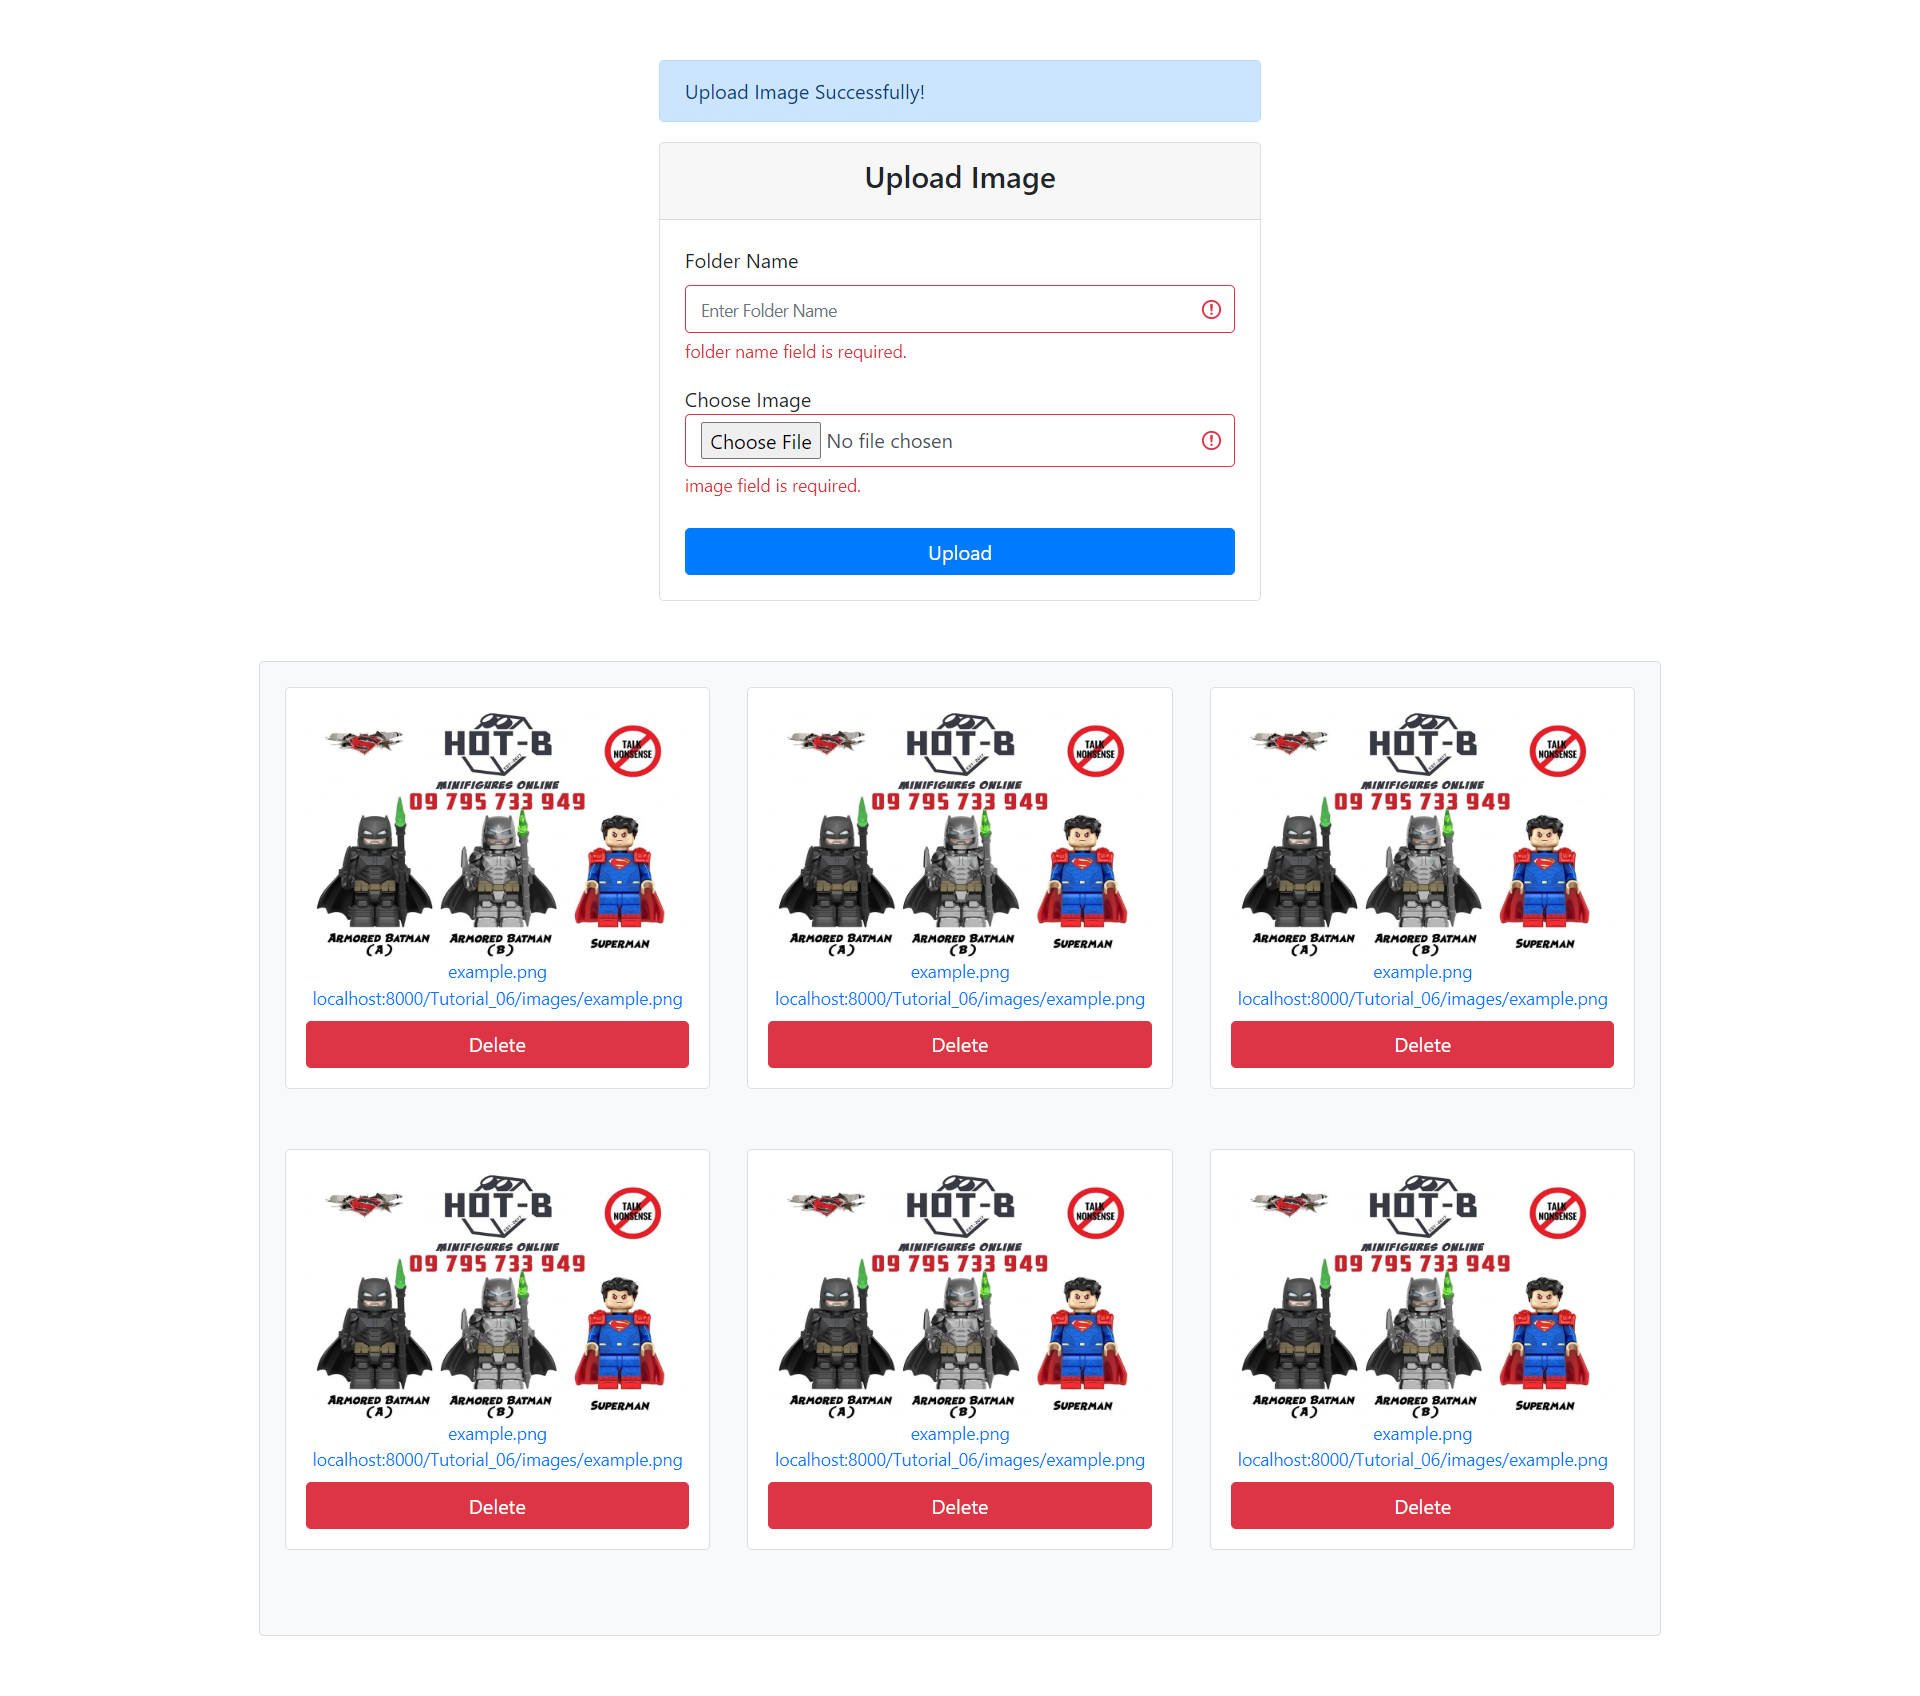 Upload Image Successfully!
Upload Image
Folder Name
Enter Folder Name
folder name field is required.
Choose Image
Choose File No file chosen
image field is required.
Upload
HOT-B
TALK NONSENSE
MINIFIGURES ONLINE
09 795 733 949
Armored Batman (A)
Armored Batman (B)
Superman
example.png
localhost:8000/Tutorial_06/images/example.png
Delete
HOT-B
TALK NONSENSE
MINIFIGURES ONLINE
09 795 733 949
Armored Batman (A)
Armored Batman (B)
Superman
example.png
localhost:8000/Tutorial_06/images/example.png
Delete
HOT-B
TALK NONSENSE
MINIFIGURES ONLINE
09 795 733 949
Armored Batman (A)
Armored Batman (B)
Superman
example.png
localhost:8000/Tutorial_06/images/example.png
Delete
HOT-B
TALK NONSENSE
MINIFIGURES ONLINE
09 795 733 949
Armored Batman (A)
Armored Batman (B)
Superman
example.png
localhost:8000/Tutorial_06/images/example.png
Delete
HOT-B
TALK NONSENSE
MINIFIGURES ONLINE
09 795 733 949
Armored Batman (A)
Armored Batman (B)
Superman
example.png
localhost:8000/Tutorial_06/images/example.png
Delete
HOT-B
TALK NONSENSE
MINIFIGURES ONLINE
09 795 733 949
Armored Batman (A)
Armored Batman (B)
Superman
example.png
localhost:8000/Tutorial_06/images/example.png
Delete